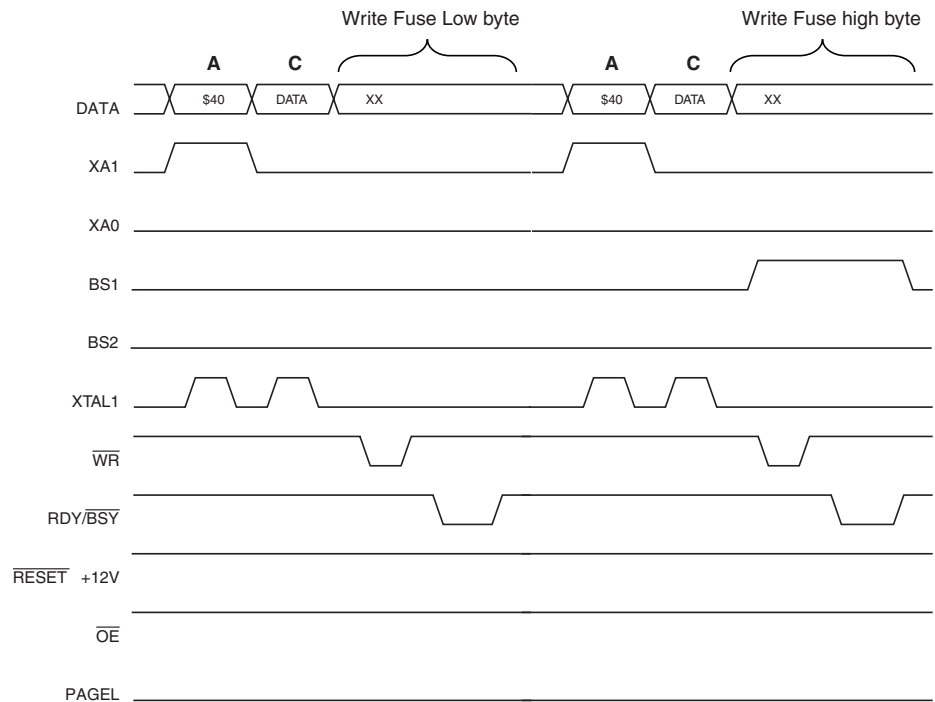 Write Fuse Low byte Write Fuse high byte
A C A C
DATA $40 DATA XX $40 DATA XX
XA1
XA0
BS1
BS2
XTAL1
WR
RDY/BSY
RESET +12V
OE
PAGEL